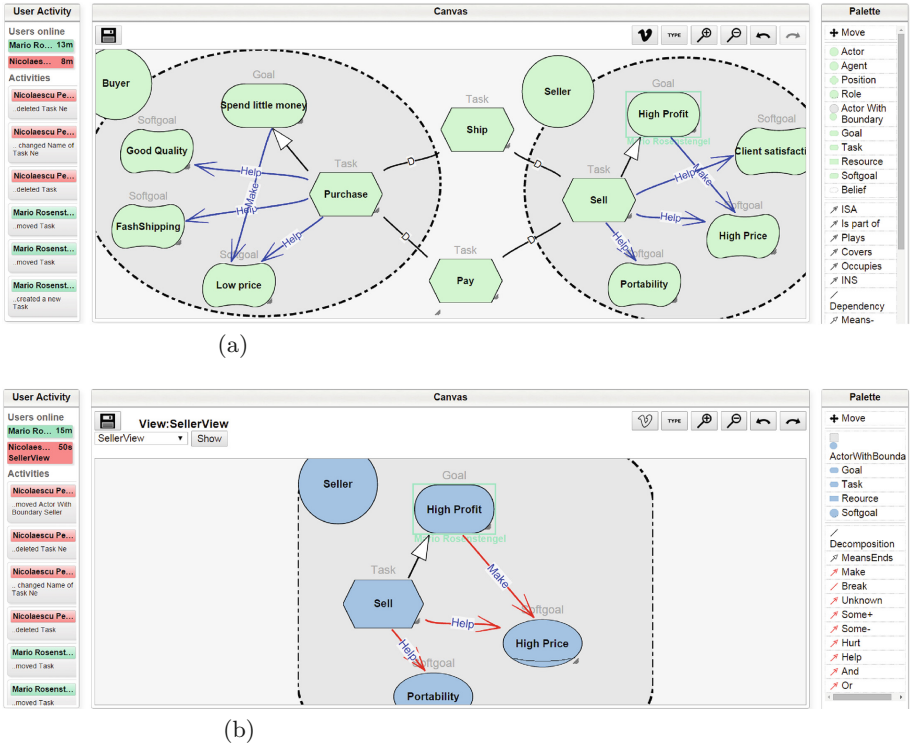 User Activity
Users online
Mario Ro... 13m
Nicolaes... 8m
Activities
Nicolaescu Pe...
..deleted Task Ne
Nicolaescu Pe...
.. changed Name of
Task Ne
Nicolaescu Pe...
..deleted Task
Mario Rosenst...
..moved Task
Mario Rosenst...
..moved Task
Mario Rosenst...
..created a new
Task
Canvas
TYPE
Buyer
Goal
Spend little money
Softgoal
Good Quality
Softgoal
FashShipping
Softgoal
Low price
Task
Purchase
Help
Make
Help
Help
Task
Ship
D
D
D
D
Task
Pay
Seller
Goal
High Profit
Mario Rosenstengel
Softgoal
Client satisfacti
Task
Sell
Help
Make
Help
Help
Softgoal
High Price
Softgoal
Portability
Palette
Move
Actor
Agent
Position
Role
Actor With
Boundary
Goal
Task
Resource
Softgoal
Belief
ISA
Is part of
Plays
Covers
Occupies
INS
Dependency
Means-
(a)
User Activity
Users online
Mario Ro... 15m
Nicolaes... 50s
SellerView
Activities
Nicolaescu Pe...
..moved Actor With
Boundary Seller
Nicolaescu Pe...
..deleted Task Ne
Nicolaescu Pe...
.. changed Name of
Task Ne
Nicolaescu Pe...
..deleted Task
Mario Rosenst...
..moved Task
Mario Rosenst...
..moved Task
Canvas
View:SellerView
SellerView
Show
TYPE
Seller
Goal
High Profit
Mario Rosenstengel
Task
Sell
Make
Help
Help
Softgoal
High Price
Softgoal
Portability
Palette
Move
ActorWithBounda
Goal
Task
Reource
Softgoal
Decomposition
MeansEnds
Make
Break
Unknown
Some+
Some-
Hurt
Help
And
Or
(b)